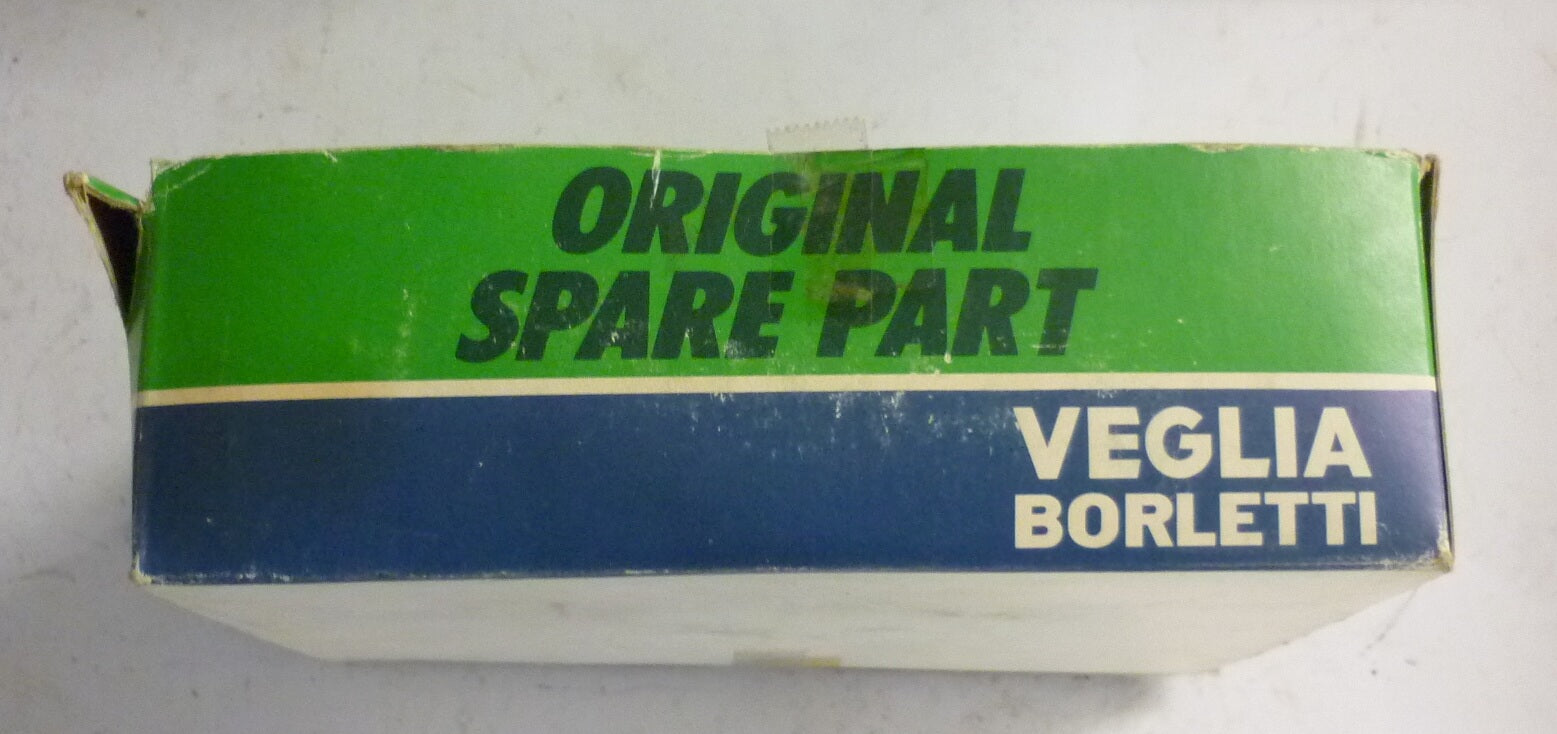 ORIGINAL
SPARE PART
VEGLIA
BORLETTI